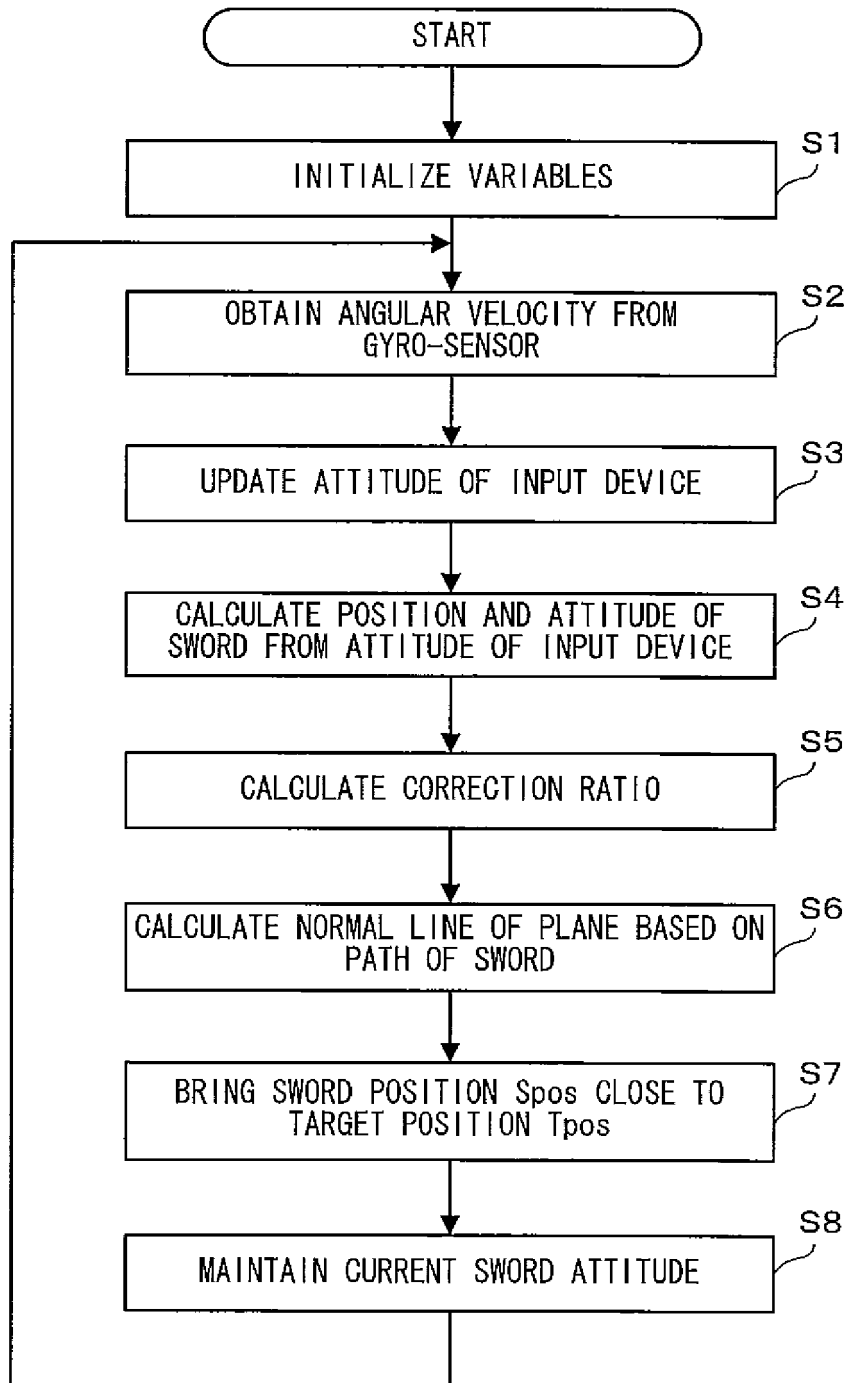 START
S1
INITIALIZE VARIABLES
S2
OBTAIN ANGULAR VELOCITY FROM
GYRO-SENSOR
S3
UPDATE ATTITUDE OF INPUT DEVICE
S4
CALCULATE POSITION AND ATTITUDE OF
SWORD FROM ATTITUDE OF INPUT DEVICE
S5
CALCULATE CORRECTION RATIO
S6
CALCULATE NORMAL LINE OF PLANE BASED ON
PATH OF SWORD
S7
BRING SWORD POSITION Spos CLOSE TO
TARGET POSITION Tpos
S8
MAINTAIN CURRENT SWORD ATTITUDE